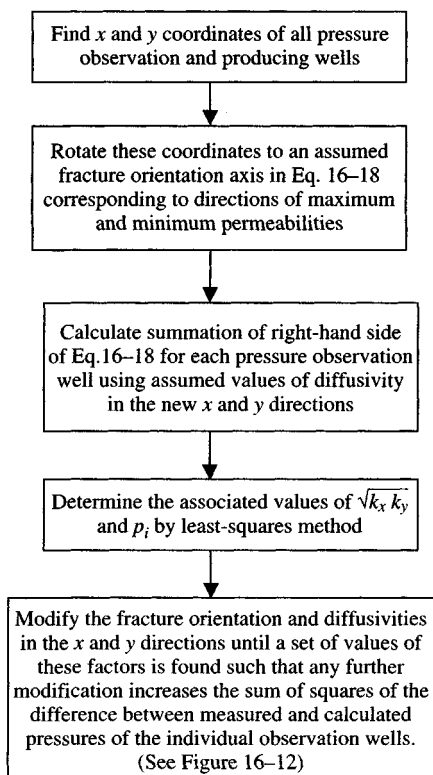 Find x and y coordinates of all pressure
observation and producing wells
Rotate these coordinates to an assumed
fracture orientation axis in Eq. 16–18
corresponding to directions of maximum
and minimum permeabilities
Calculate summation of right-hand side
of Eq.16–18 for each pressure observation
well using assumed values of diffusivity
in the new x and y directions
Determine the associated values of √kₓ k_y
and pᵢ by least-squares method
Modify the fracture orientation and diffusivities
in the x and y directions until a set of values of
these factors is found such that any further
modification increases the sum of squares of the
difference between measured and calculated
pressures of the individual observation wells.
(See Figure 16–12)